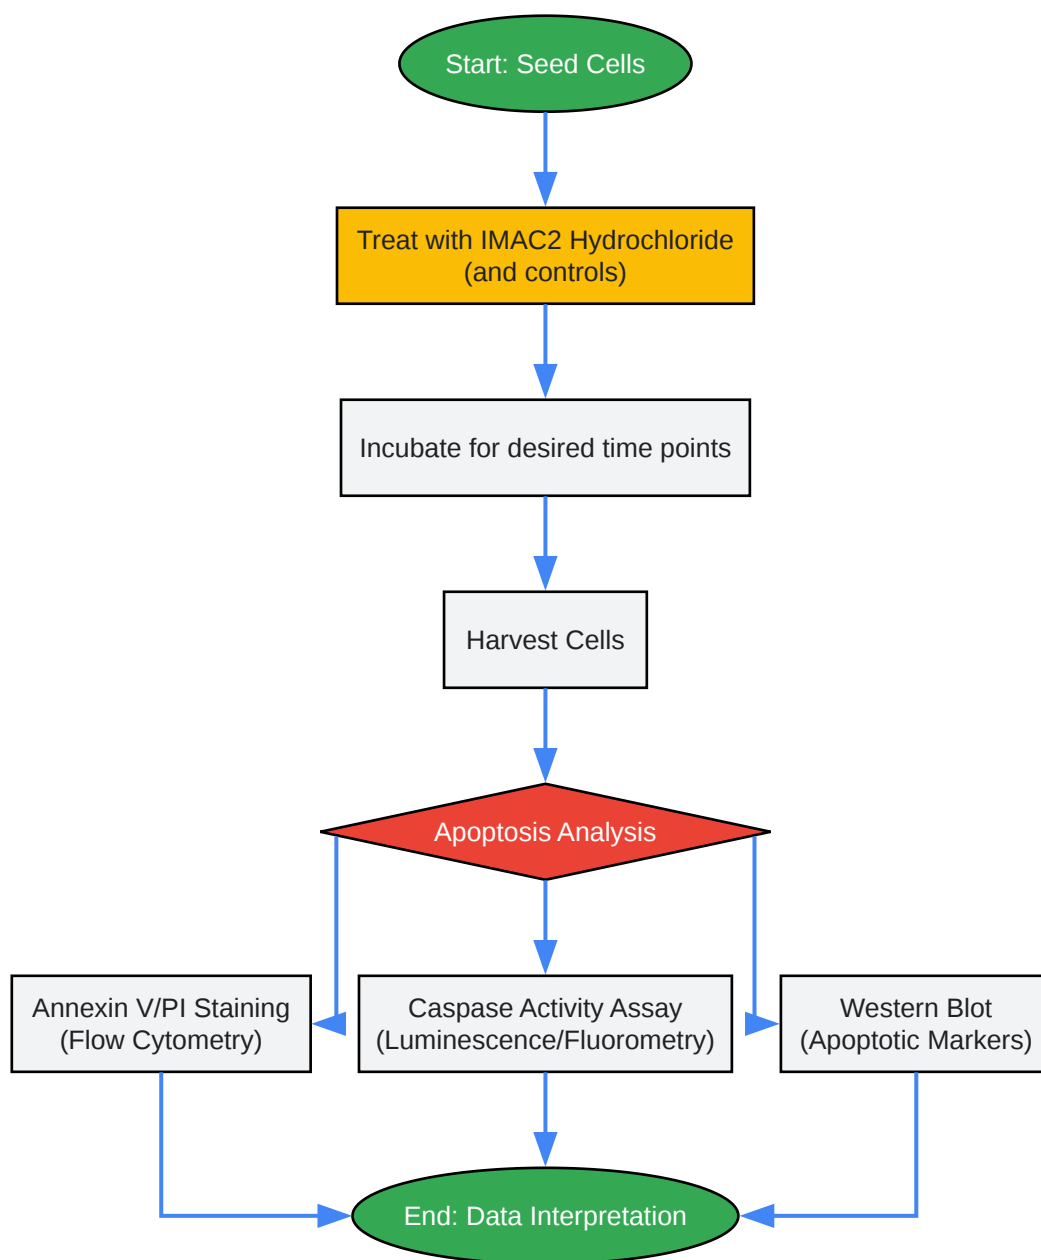 Start: Seed Cells
Treat with IMAC2 Hydrochloride
(and controls)
Incubate for desired time points
Harvest Cells
Apoptosis Analysis
Annexin V/PI Staining
(Flow Cytometry)
Caspase Activity Assay
(Luminescence/Fluorometry)
Western Blot
(Apoptotic Markers)
End: Data Interpretation